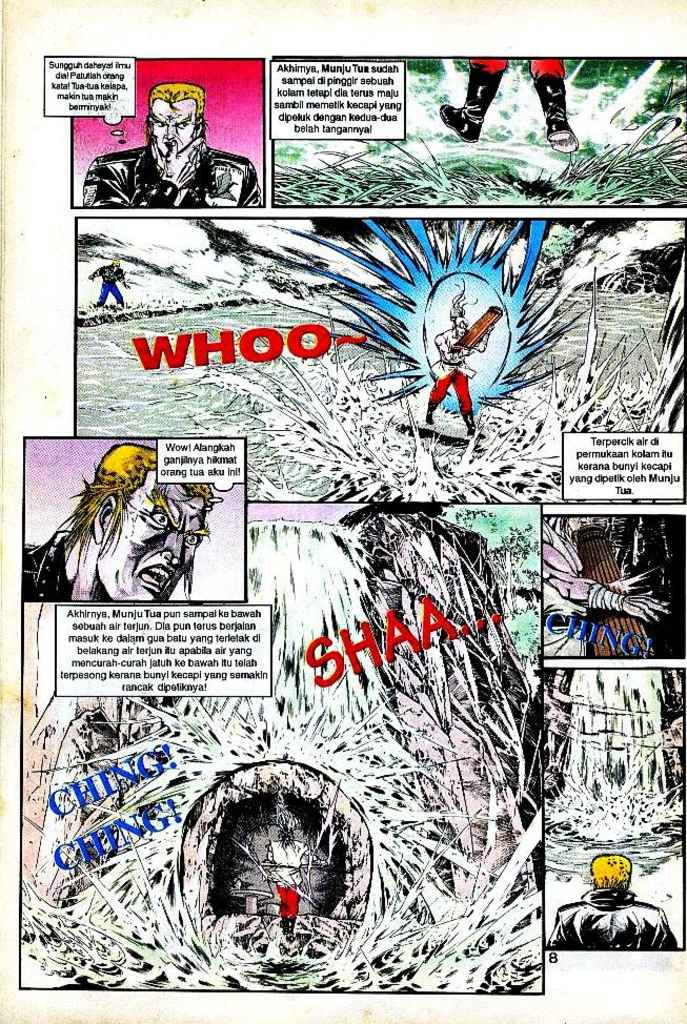 Sungguh dahsyat ilmu
dia! Patutlah orang
kata! Tua-tua kelapa,
makin tua makin
berminyak!
Akhirnya, Munju Tua sudah
sampai di pinggir sebuah
kolam tetapi dia terus maju
sambil memetik kecapi yang
dipeluk dengan kedua-dua
belah tangannya!
WHOO~
Terpercik air di
permukaan kolam itu
kerana bunyi kecapi
yang dipetik oleh Munju
Tua.
Wow! Alangkah
ganjilnya hikmat
orang tua aku ini!
Akhirnya, Munju Tua pun sampai ke bawah
sebuah air terjun. Dia pun terus berjalan
masuk ke dalam gua batu yang terletak di
belakang air terjun itu apabila air yang
mencurah-curah jatuh ke bawah itu telah
terpesong kerana bunyi kecapi yang semakin
rancak dipetiknya!
SHAA...
CHING!
CHING!
CHING!
8